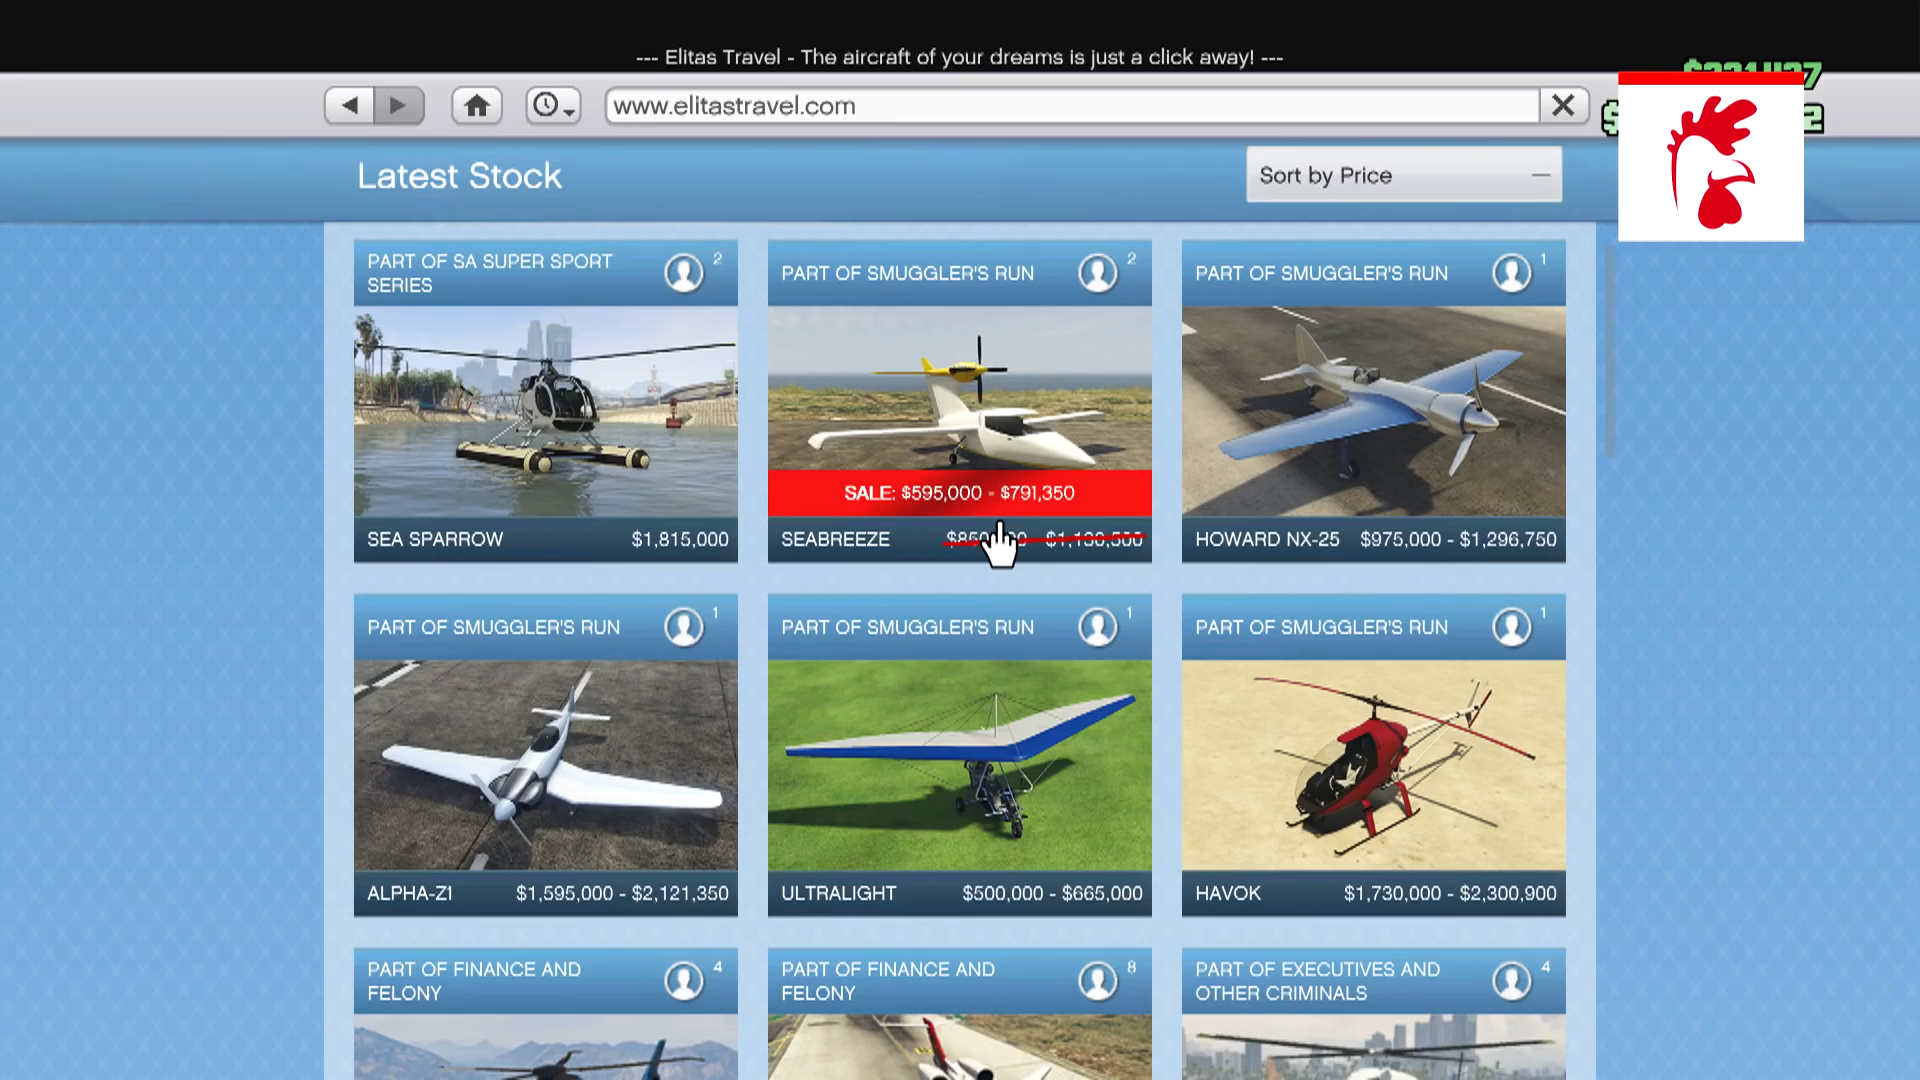 --- Elitas Travel - The aircraft of your dreams is just a click away! ---
www.elitastravel.com
Latest Stock
Sort by Price
PART OF SA SUPER SPORT SERIES
2
SEA SPARROW $1,815,000
PART OF SMUGGLER'S RUN
2
SALE: $595,000 - $791,350
SEABREEZE $1,130,500
PART OF SMUGGLER'S RUN
1
HOWARD NX-25 $975,000 - $1,296,750
PART OF SMUGGLER'S RUN
1
ALPHA-Z1 $1,595,000 - $2,121,350
PART OF SMUGGLER'S RUN
1
ULTRALIGHT $500,000 - $665,000
PART OF SMUGGLER'S RUN
1
HAVOK $1,730,000 - $2,300,900
PART OF FINANCE AND FELONY
4
PART OF FINANCE AND FELONY
8
PART OF EXECUTIVES AND OTHER CRIMINALS
4